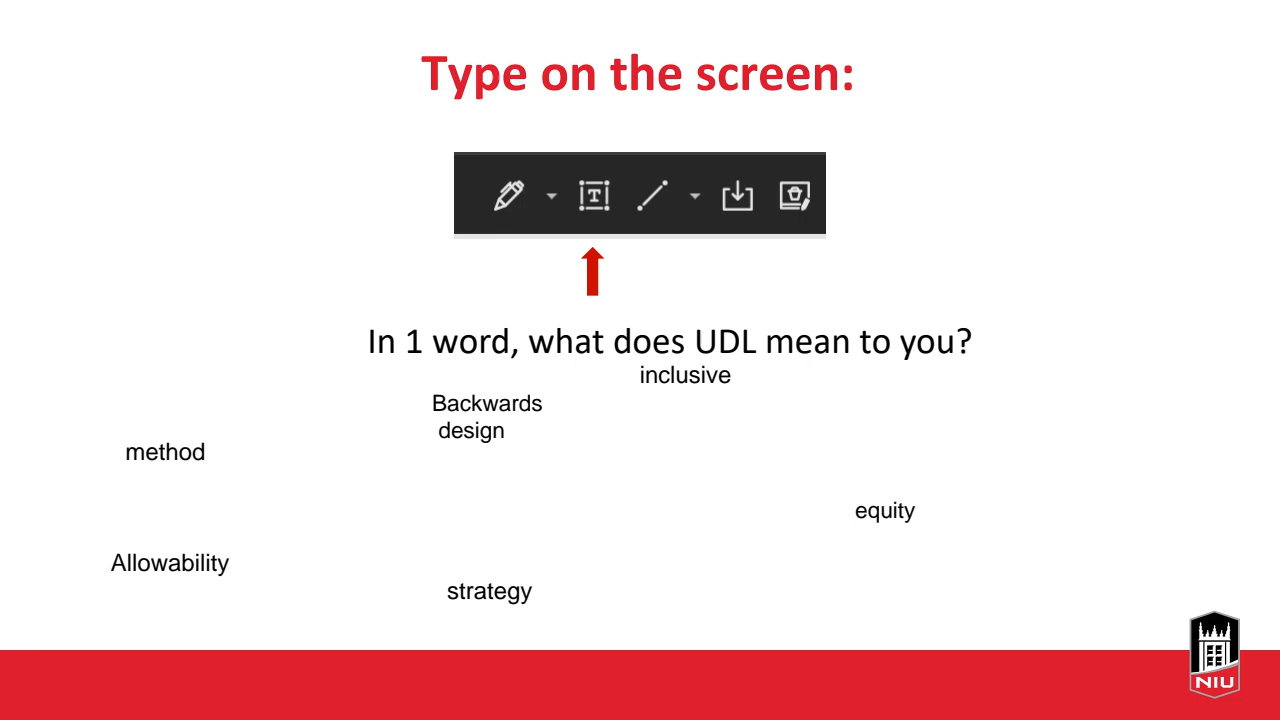 Type on the screen:
T
In 1 word, what does UDL mean to you?
inclusive
Backwards
design
method
equity
Allowability
strategy
NIU